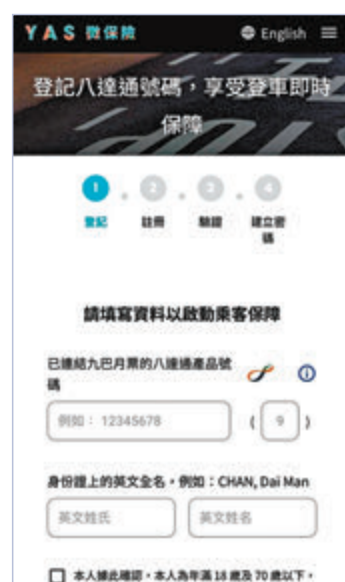 YAS 微保險
English
登記八達通號碼，享受登車即時
保障
1 2 3 4
登記 註冊 驗證 建立密
碼
請填寫資料以啟動乘客保障
已連結九巴月票的八達通產品號
碼
例如： 12345678 ( 9 )
身份證上的英文全名，例如：CHAN, Dai Man
英文姓氏 英文姓名
本人據此確認，本人為年滿 18 歲及 70 歲以下，